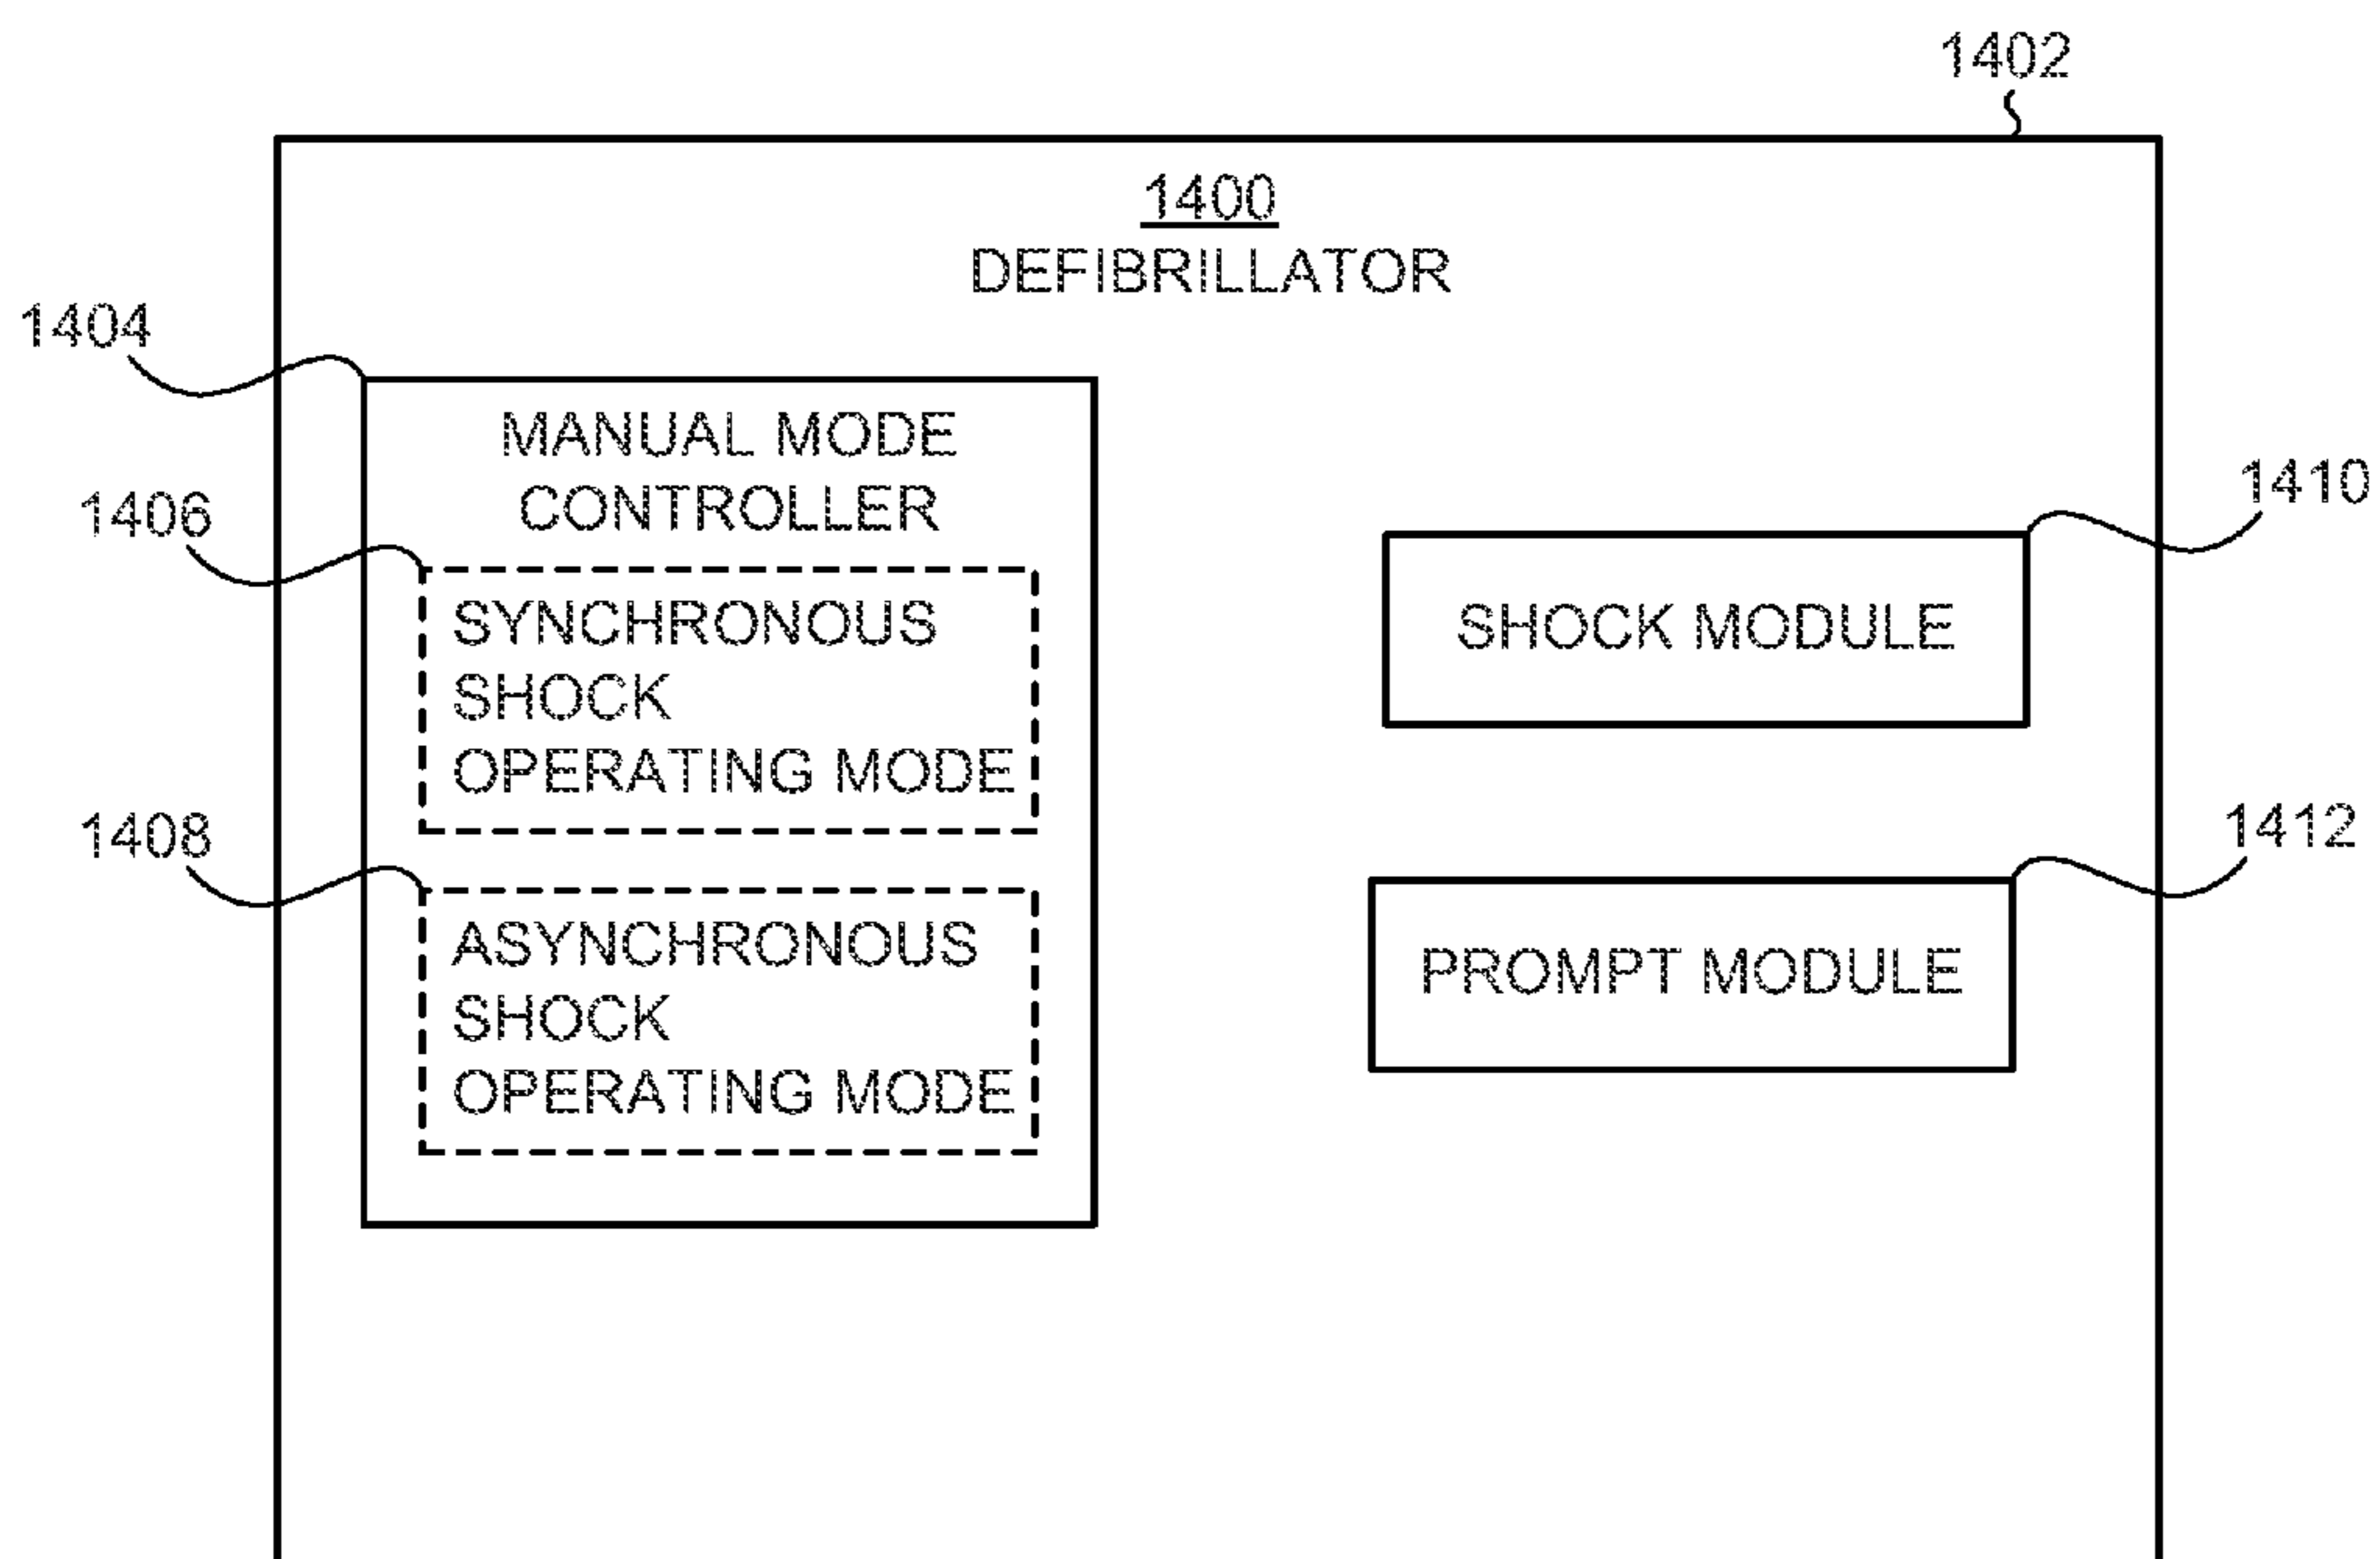 1402
1400
DEFIBRILLATOR
1404
MANUAL MODE
CONTROLLER
1406
SYNCHRONOUS
SHOCK
OPERATING MODE
1408
ASYNCHRONOUS
SHOCK
OPERATING MODE
1410
SHOCK MODULE
1412
PROMPT MODULE